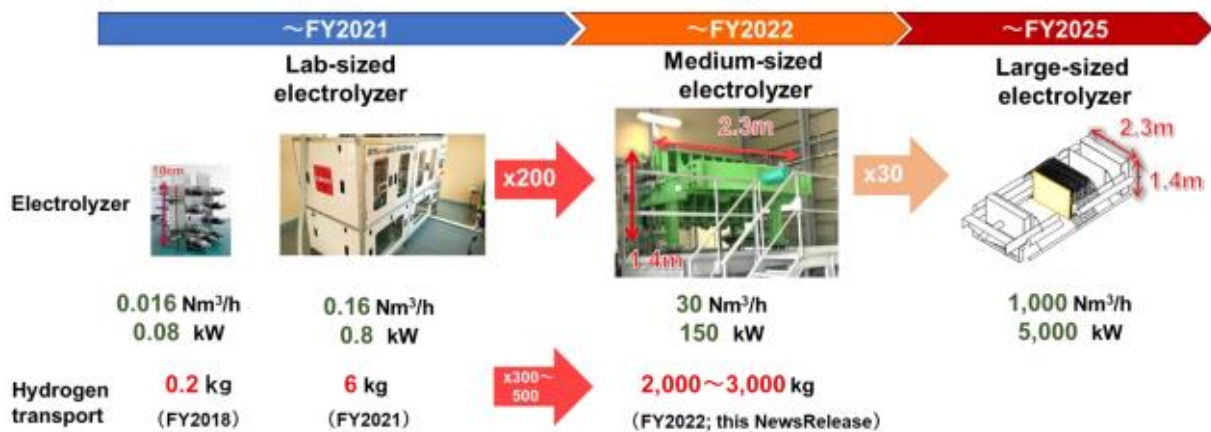 ～FY2021
～FY2022
～FY2025
Lab-sized
electrolyzer
Medium-sized
electrolyzer
Large-sized
electrolyzer
Electrolyzer
10cm
x200
2.3m
1.4m
x30
2.3m
1.4m
0.016 Nm³/h
0.08 kW
0.16 Nm³/h
0.8 kW
30 Nm³/h
150 kW
1,000 Nm³/h
5,000 kW
Hydrogen
transport
0.2 kg
(FY2018)
6 kg
(FY2021)
x300～
500
2,000～3,000 kg
(FY2022; this NewsRelease)